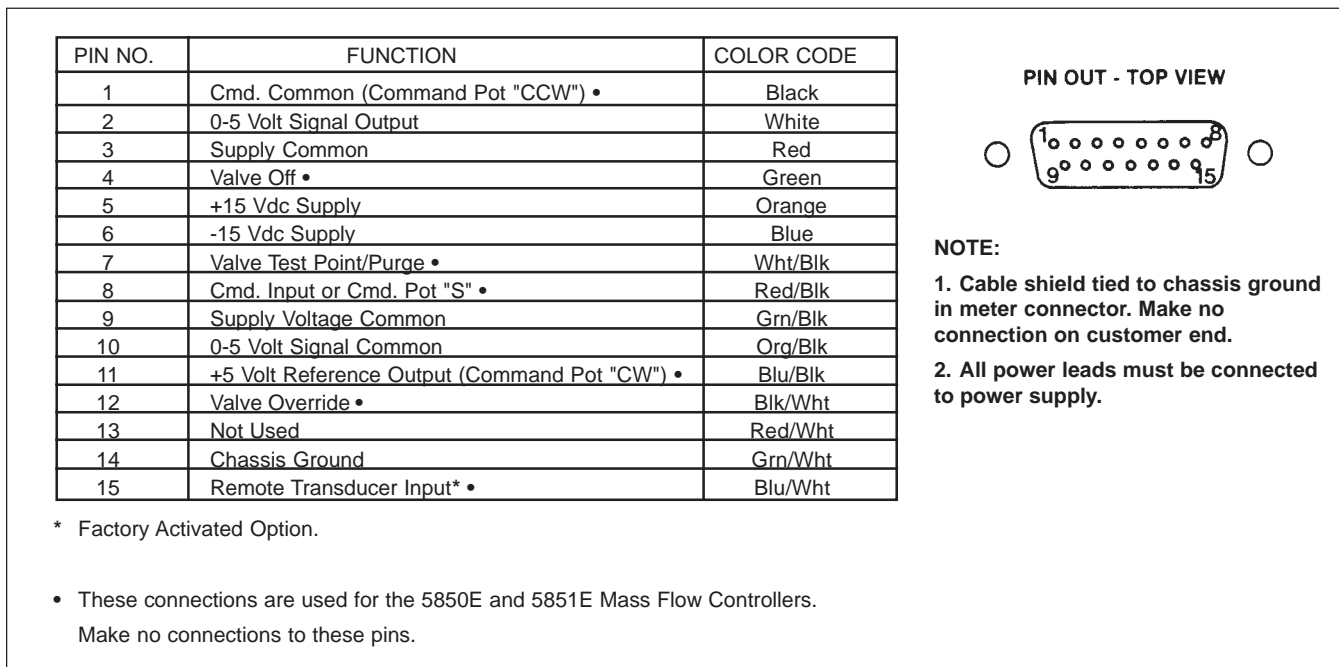 PIN NO. FUNCTION COLOR CODE
1 Cmd. Common (Command Pot "CCW") • Black
2 0-5 Volt Signal Output White
3 Supply Common Red
4 Valve Off • Green
5 +15 Vdc Supply Orange
6 -15 Vdc Supply Blue
7 Valve Test Point/Purge • Wht/Blk
8 Cmd. Input or Cmd. Pot "S" • Red/Blk
9 Supply Voltage Common Grn/Blk
10 0-5 Volt Signal Common Org/Blk
11 +5 Volt Reference Output (Command Pot "CW") • Blu/Blk
12 Valve Override • Blk/Wht
13 Not Used Red/Wht
14 Chassis Ground Grn/Wht
15 Remote Transducer Input* • Blu/Wht
* Factory Activated Option.
• These connections are used for the 5850E and 5851E Mass Flow Controllers.
Make no connections to these pins.
PIN OUT - TOP VIEW
1 8
9 15
NOTE:
1. Cable shield tied to chassis ground
in meter connector. Make no
connection on customer end.
2. All power leads must be connected
to power supply.